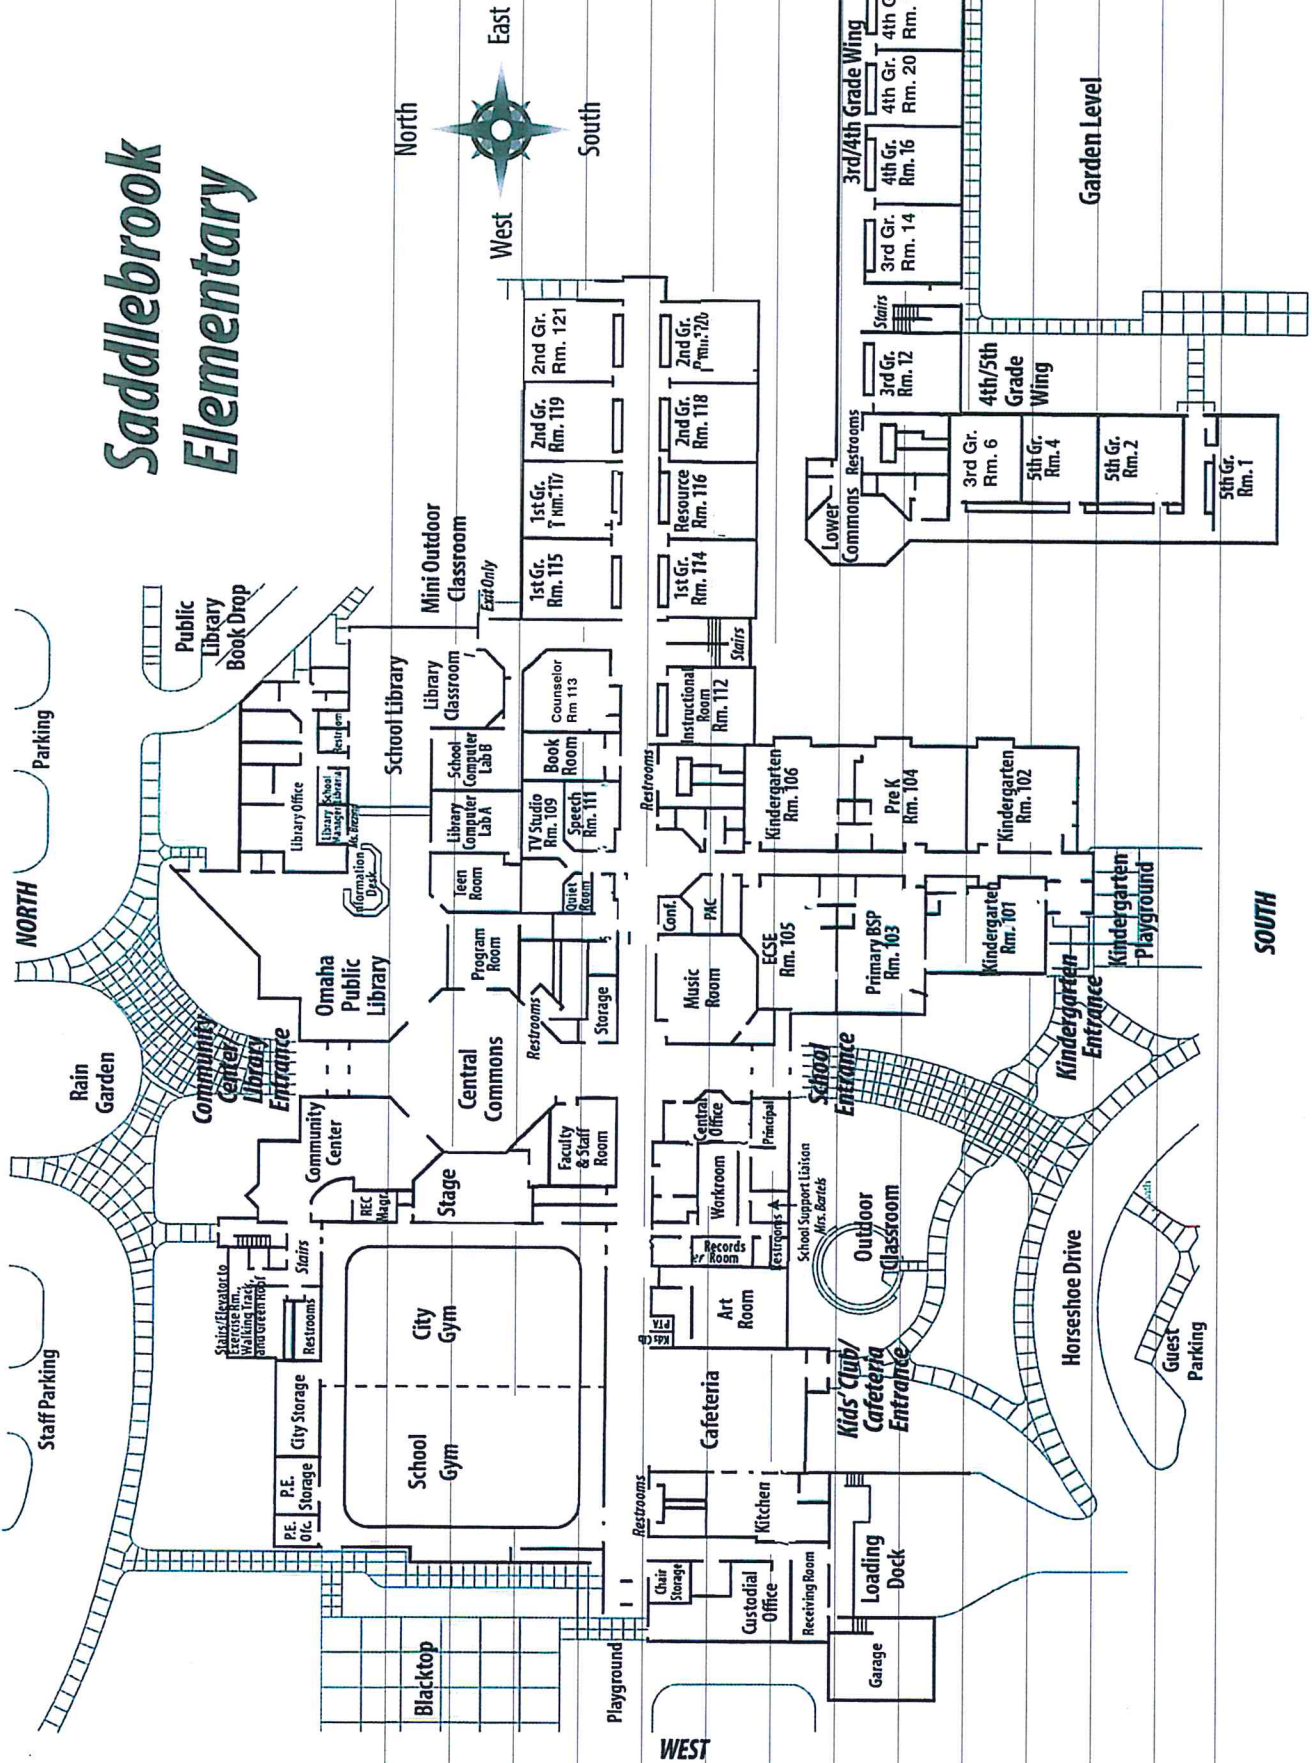 Saddlebrook
Elementary
North
East
South
West
NORTH
SOUTH
WEST
Staff Parking
Rain
Garden
Parking
Public
Library
Book Drop
Community
Center/
Library
Entrance
Stairs/Elevator to
Exercise Rm,
Walking Track,
and Green Roof
Stairs
Restrooms
City Storage
P.E.
Storage
P.E.
Ofc.
School
Gym
City
Gym
Blacktop
Playground
Community
Center
REC
Magr.
Stage
Central
Commons
Faculty
& Staff
Room
Omaha
Public
Library
Information
Desk
Library Office
Library
Manager
School
Librarian
Restroom
School Library
Library
Classroom
School
Computer
Lab B
Library
Computer
Lab A
Teen
Room
Program
Room
Restrooms
Storage
Quiet
Room
TV Studio
Rm. 109
Speech
Rm. 111
Book
Room
Counselor
Rm 113
Mini Outdoor
Classroom
Exit Only
1st Gr.
Rm. 115
1st Gr.
Rm. 117
2nd Gr.
Rm. 119
2nd Gr.
Rm. 121
1st Gr.
Rm. 114
Resource
Rm. 116
2nd Gr.
Rm. 118
2nd Gr.
Stairs
Instructional
Room
Rm. 112
Restrooms
Kindergarten
Rm. 106
Pre K
Rm. 104
Kindergarten
Rm. 102
Conf.
PAC
Music
Room
ECSE
Rm. 105
Primary BSP
Rm. 103
Kindergarten
Rm. 101
Kindergarten
Playground
Kindergarten
Entrance
School
Entrance
Central
Office
Principal
Workroom
Records
Room
Restrooms
School Support Liaison
Mrs. Bartels
Outdoor
Classroom
Art
Room
PTA
Cafeteria
Kids' Club/
Cafeteria
Entrance
Restrooms
Kitchen
Chair
Storage
Custodial
Office
Receiving Room
Loading
Dock
Garage
Horseshoe Drive
Guest
Parking
Lower
Commons
Restrooms
3rd Gr.
Rm. 12
Stairs
3rd Gr.
Rm. 14
4th Gr.
Rm. 16
4th Gr.
Rm. 20
Rm.
3rd/4th Grade Wing
Garden Level
4th/5th
Grade
Wing
3rd Gr.
Rm. 6
5th Gr.
Rm. 4
5th Gr.
Rm. 2
5th Gr.
Rm. 1